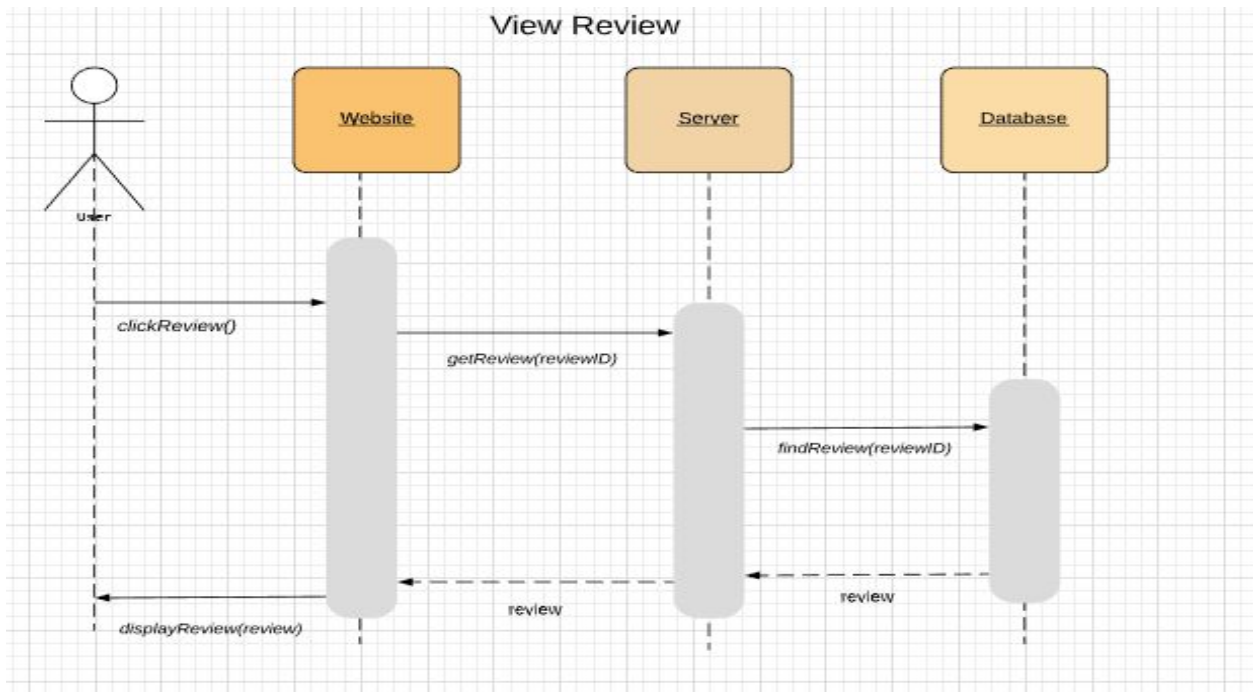 View Review
Website
Server
Database
User
clickReview()
getReview(reviewID)
findReview(reviewID)
review
review
displayReview(review)